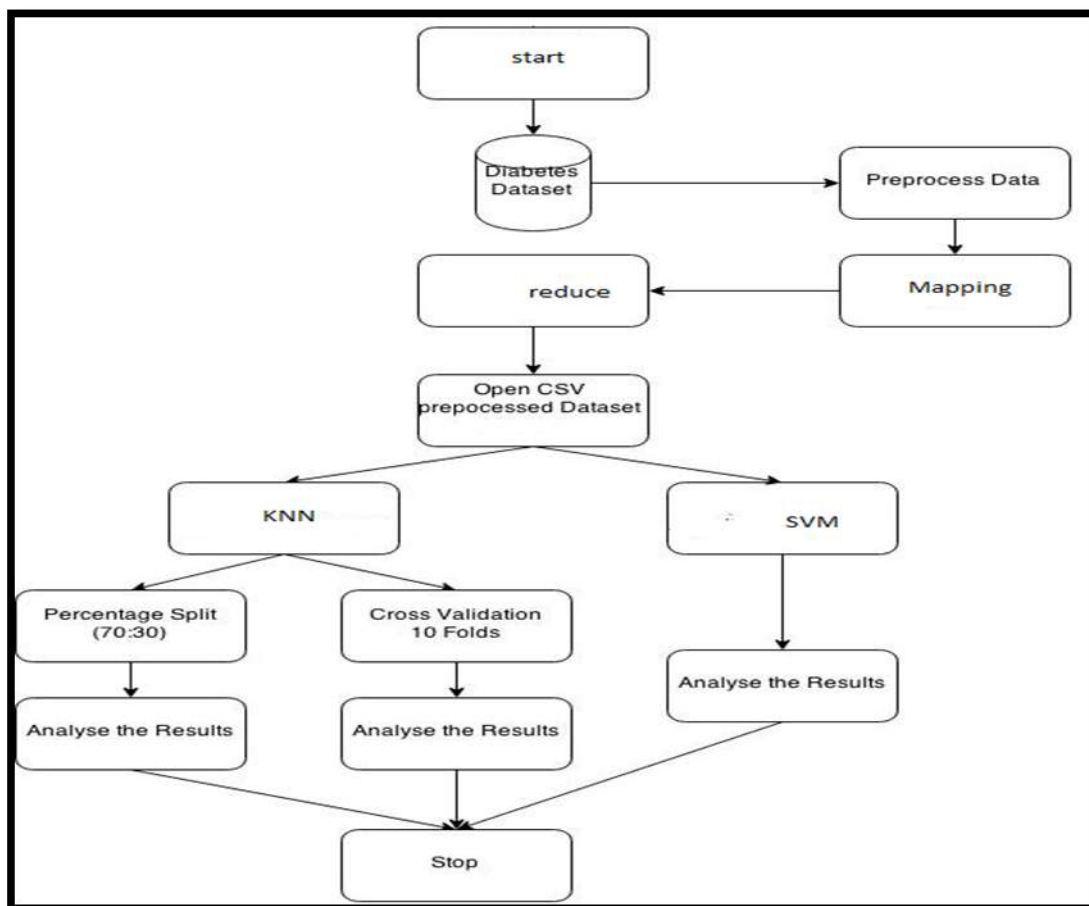 start
Diabetes
Dataset
Preprocess Data
Mapping
reduce
Open CSV
prepocessed Dataset
KNN
SVM
Percentage Split
(70:30)
Cross Validation
10 Folds
Analyse the Results
Analyse the Results
Analyse the Results
Stop